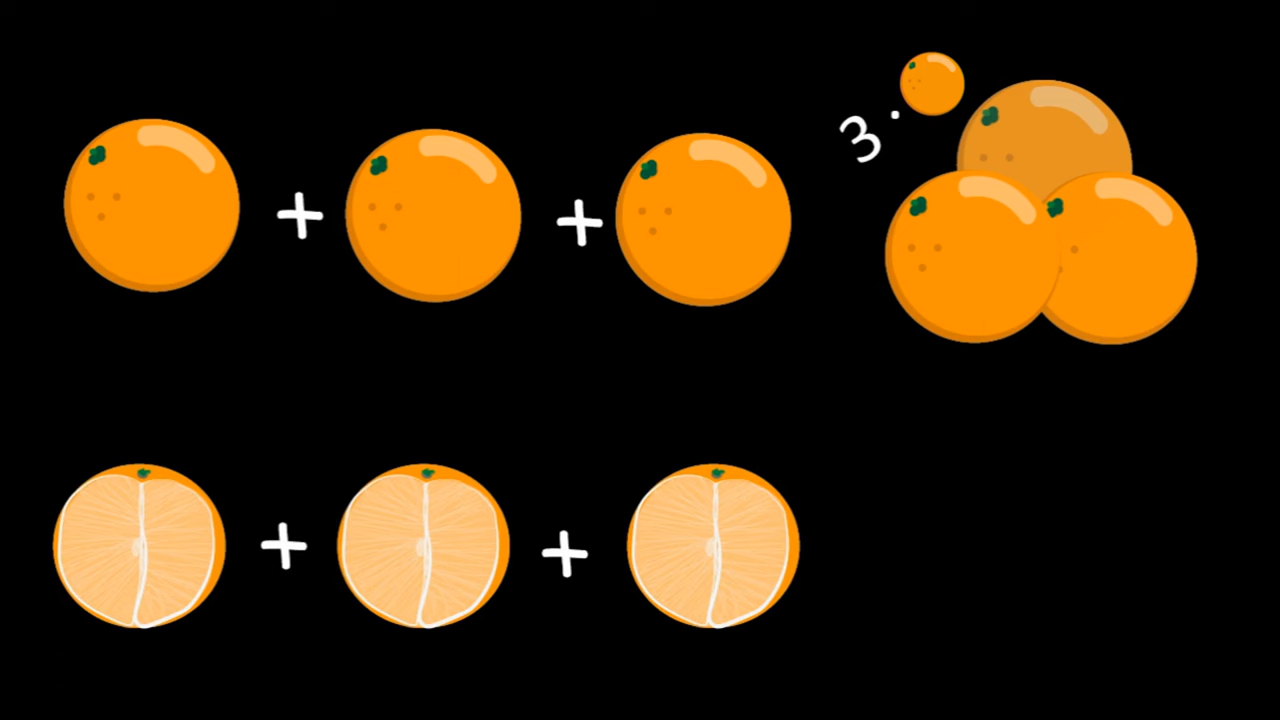 + + 3 ·
+ +